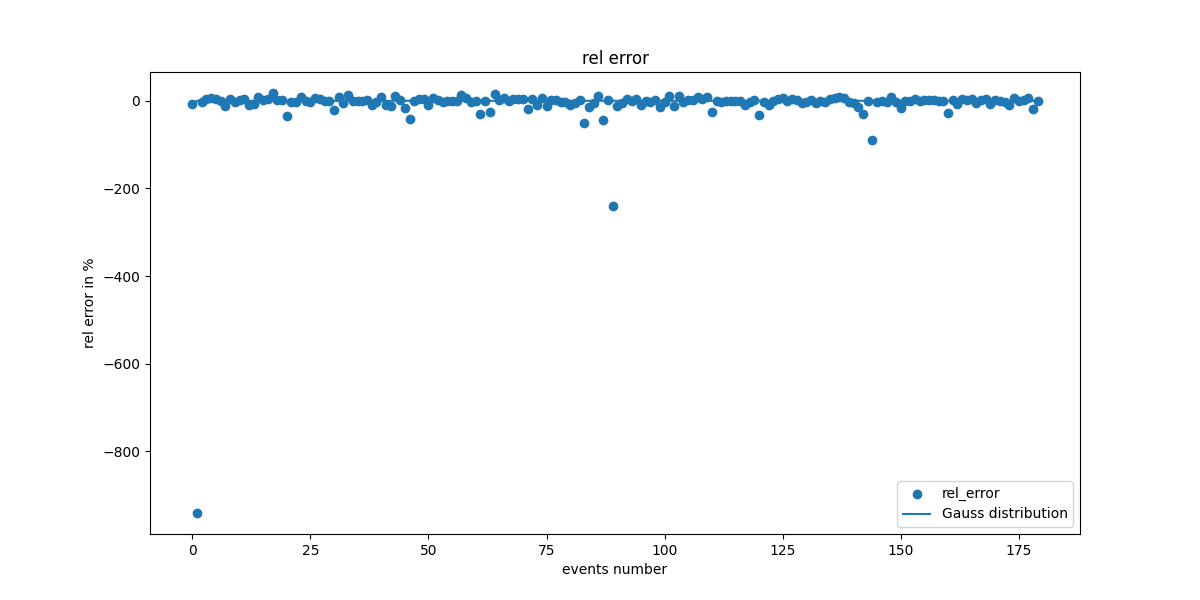 rel error
0
−200
−400
−600
−800
rel error in %
0
25
50
75
100
125
150
175
events number
rel_error
Gauss distribution